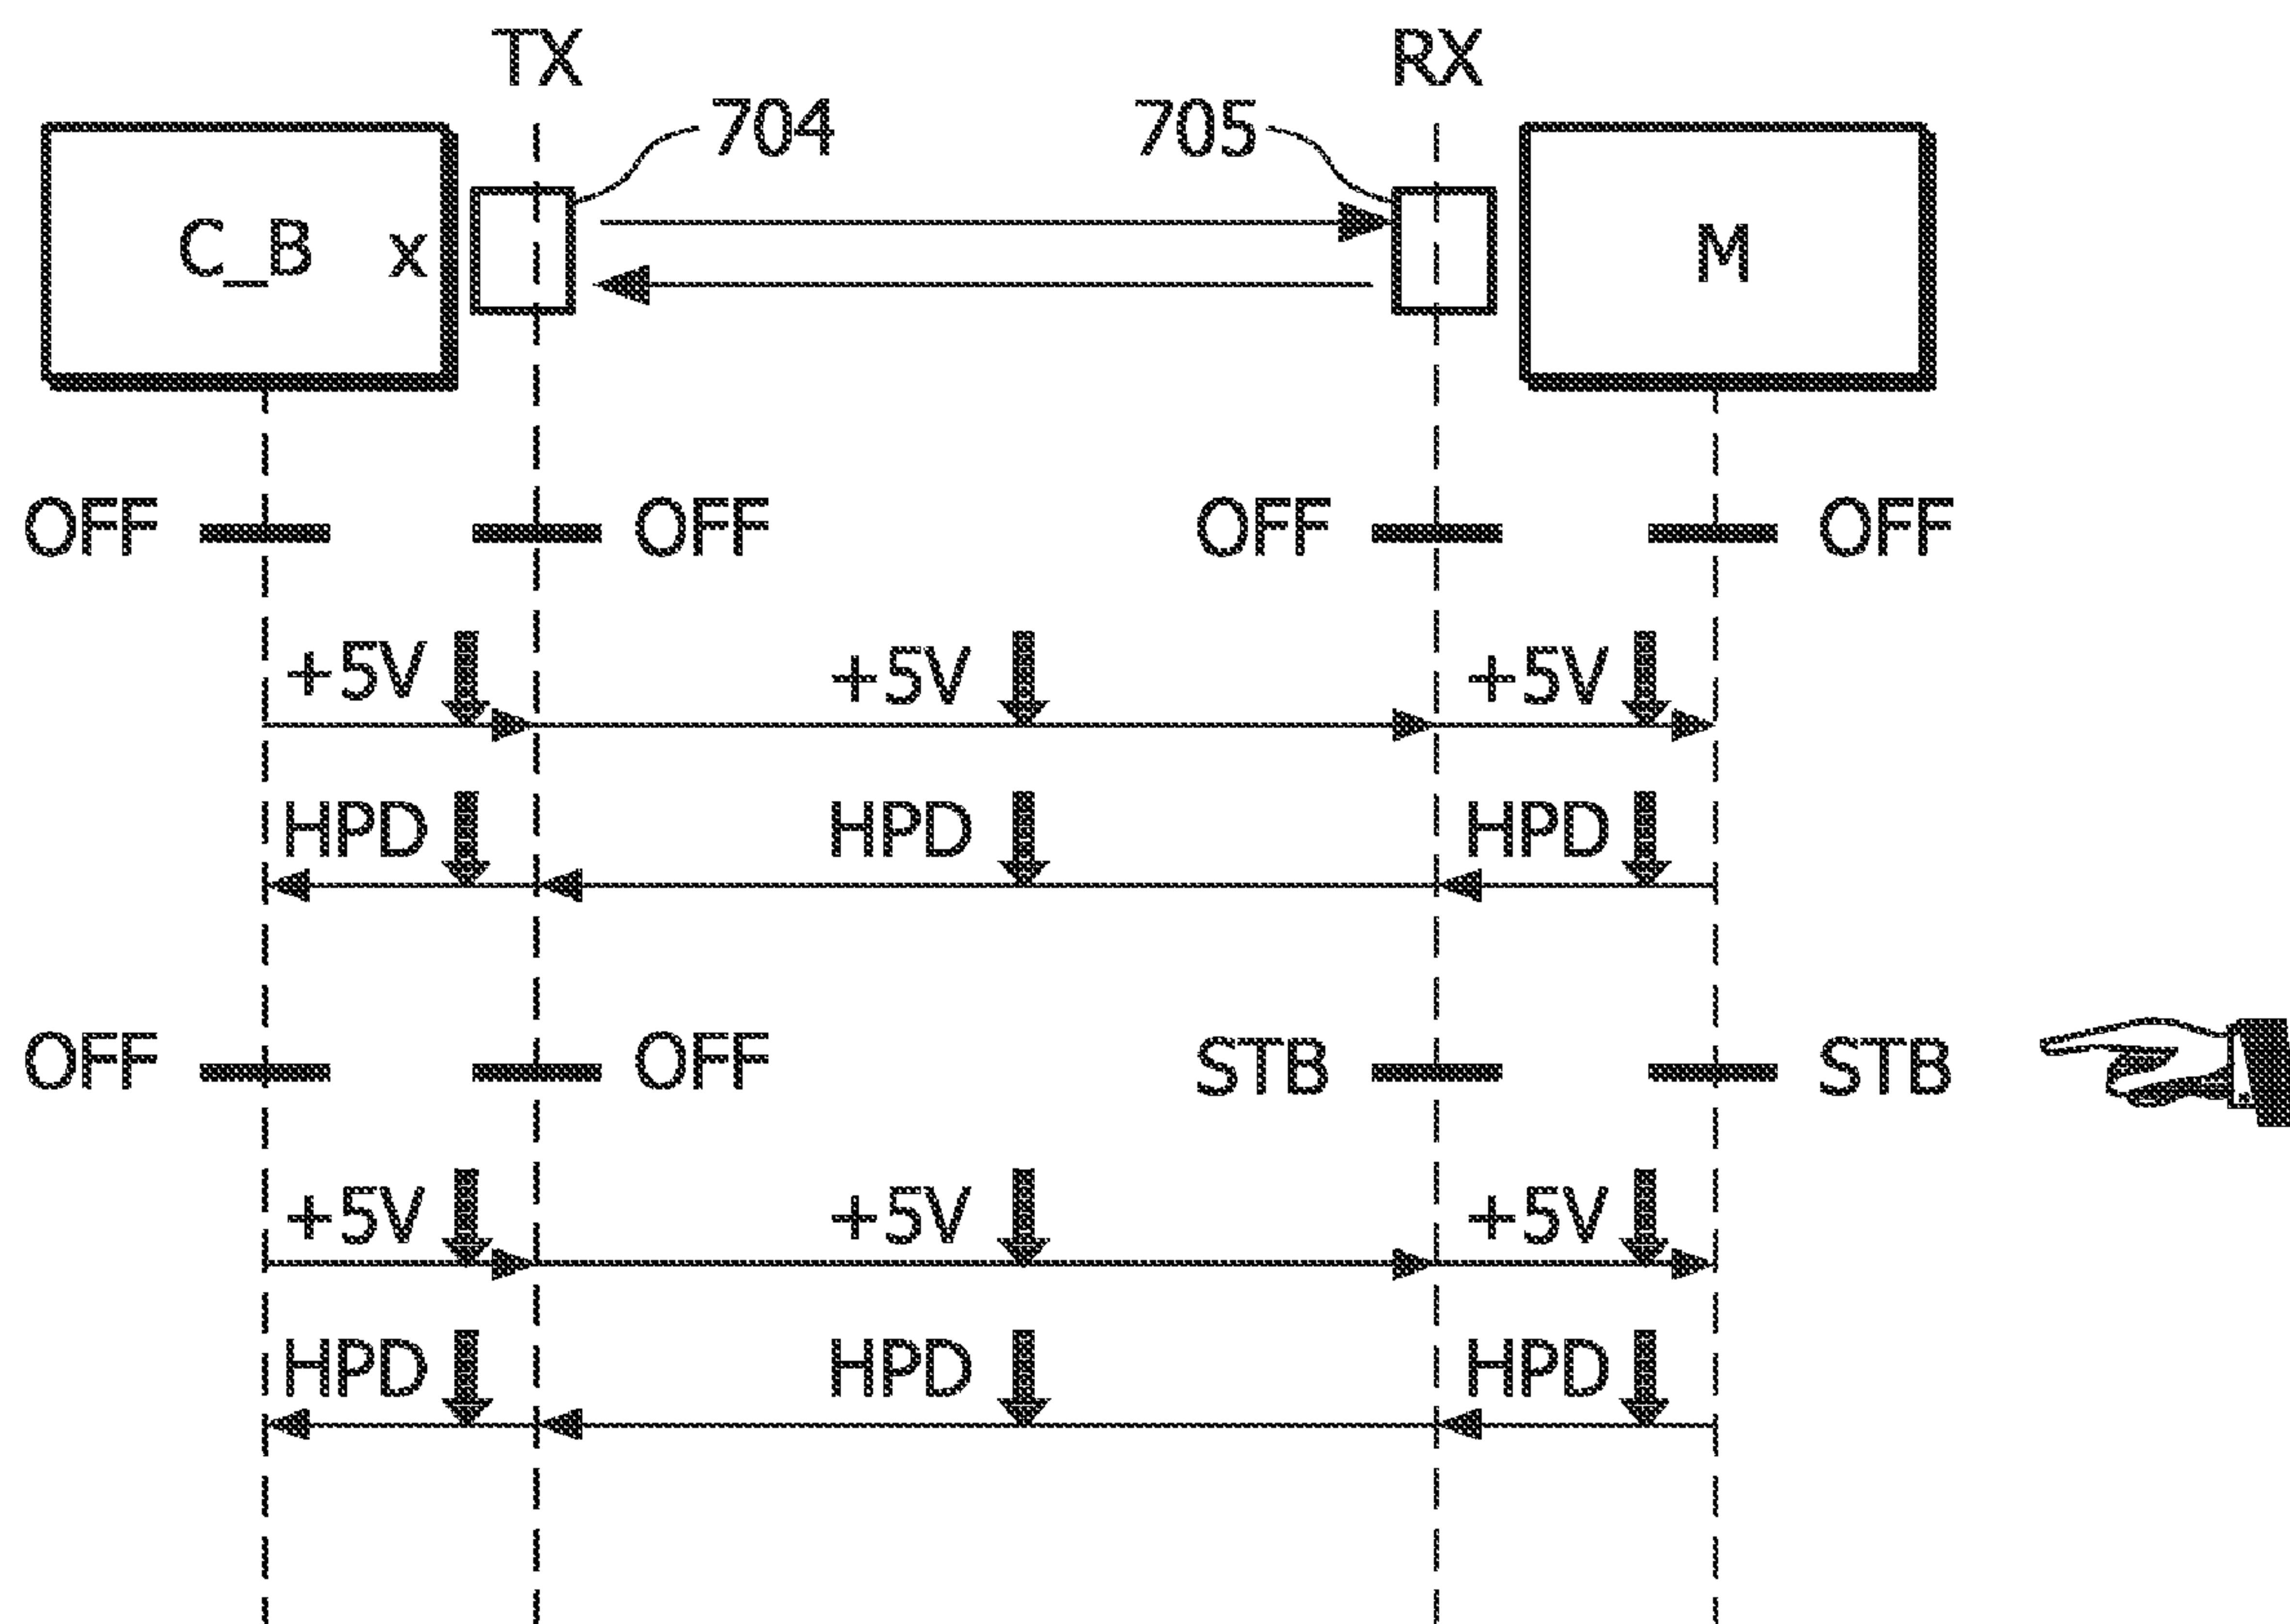 TX RX
704 705
C_B x M
OFF OFF OFF OFF
+5V +5V +5V
HPD HPD HPD
OFF OFF STB STB
+5V +5V +5V
HPD HPD HPD